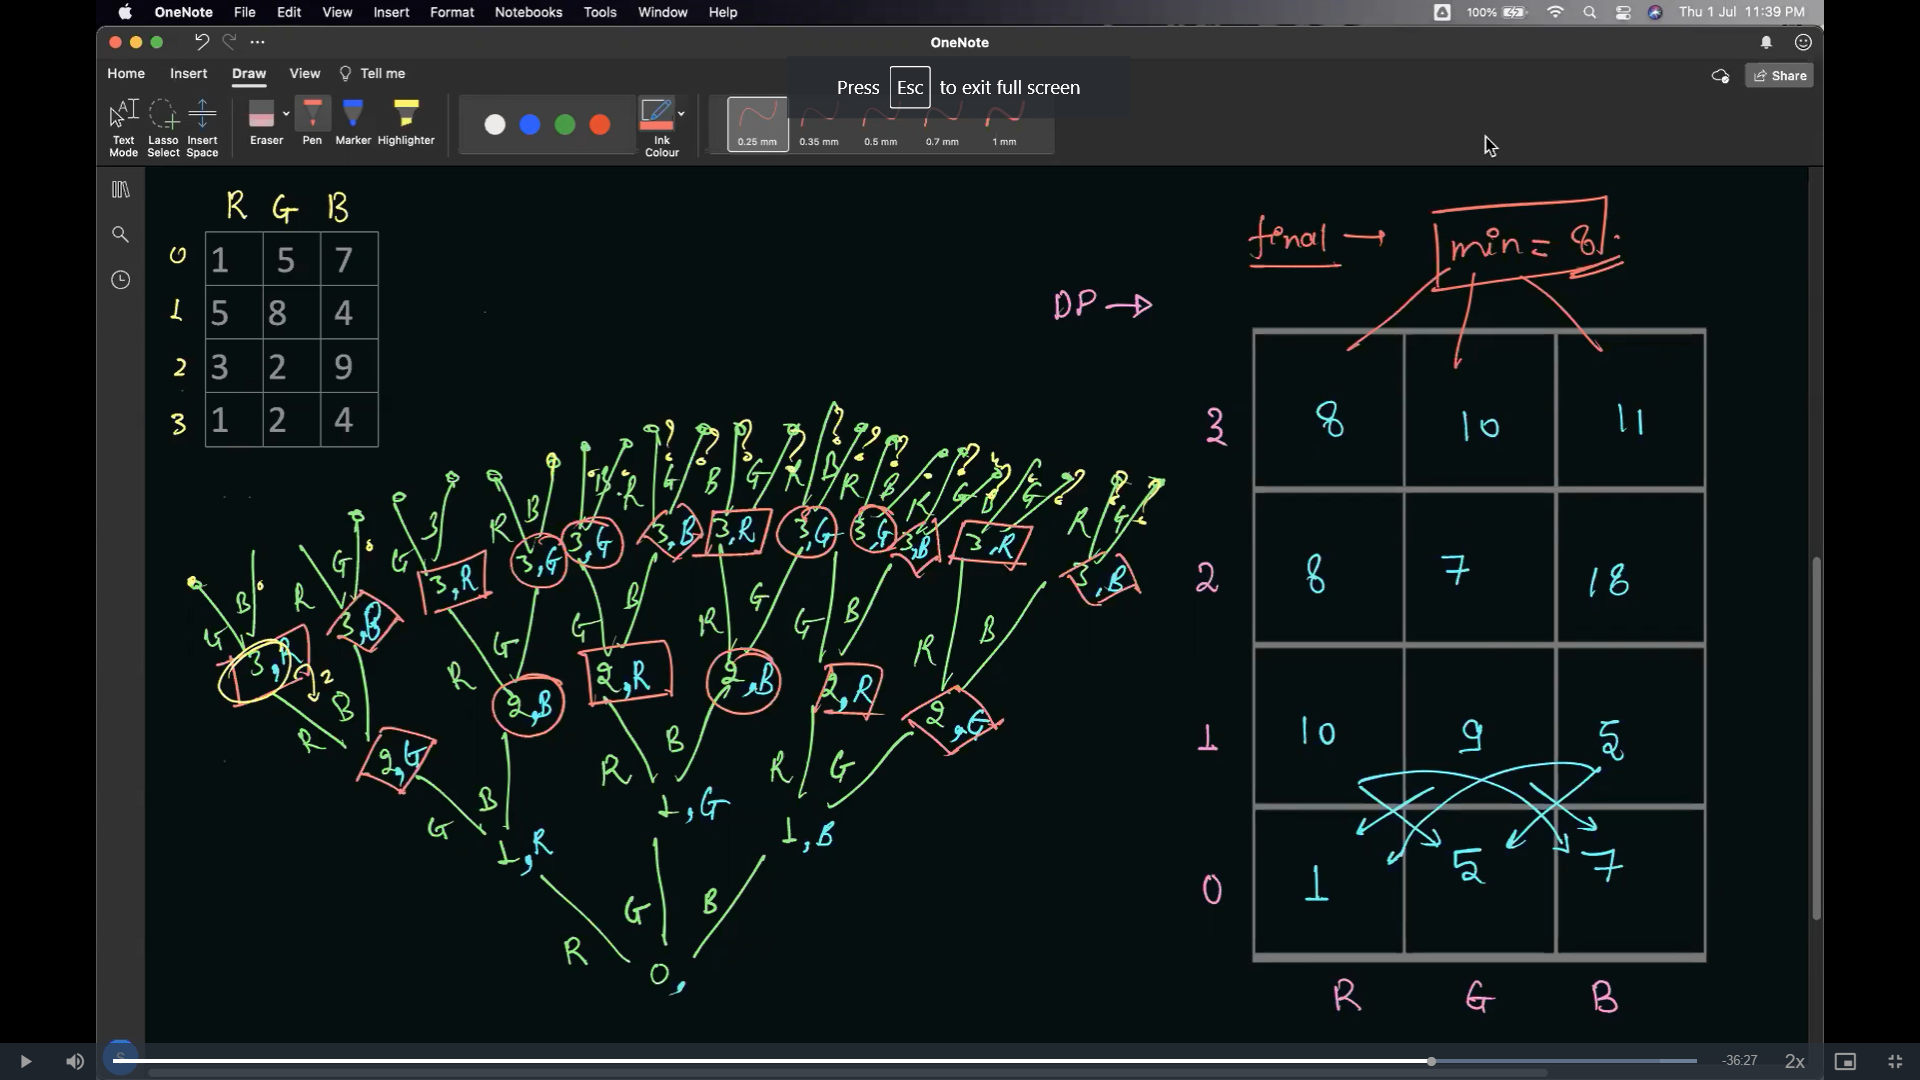 OneNote File Edit View Insert Format Notebooks Tools Window Help 100% Thu 1 Jul 11:39 PM
OneNote
Home Insert Draw View Tell me Share
Press Esc to exit full screen
Text Mode Lasso Select Insert Space Eraser Pen Marker Highlighter Ink Colour 0.25 mm 0.35 mm 0.5 mm 0.7 mm 1 mm
R G B
0 1 5 7
1 5 8 4
2 3 2 9
3 1 2 4
final → min = 8.
DP →
3 8 10 11
2 8 7 18
1 10 9 5
0 1 5 7
R G B
? ? ? ? ? ? ? ? ? ? ? ? ?
G B R G G 3 R B B R G B G R B R B R G B G R G
3,R 3,B 3,R 3,G 3,G 3,B 3,R 3,G 3,G 3,B 3,R 3,B
2
R B R G G B R G G B R B
2,G 2,B 2,R 2,B 2,R 2,G
G B R B R G
1,R 1,G 1,B
R G B
0,
S
-36:27 2x